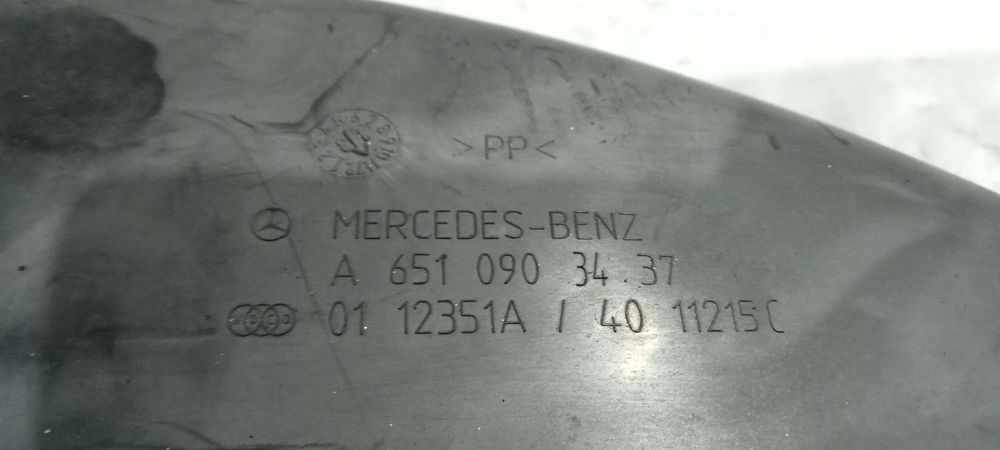 >PP<
MERCEDES-BENZ
A 651 090 34 37
01 12351A / 40 11215C